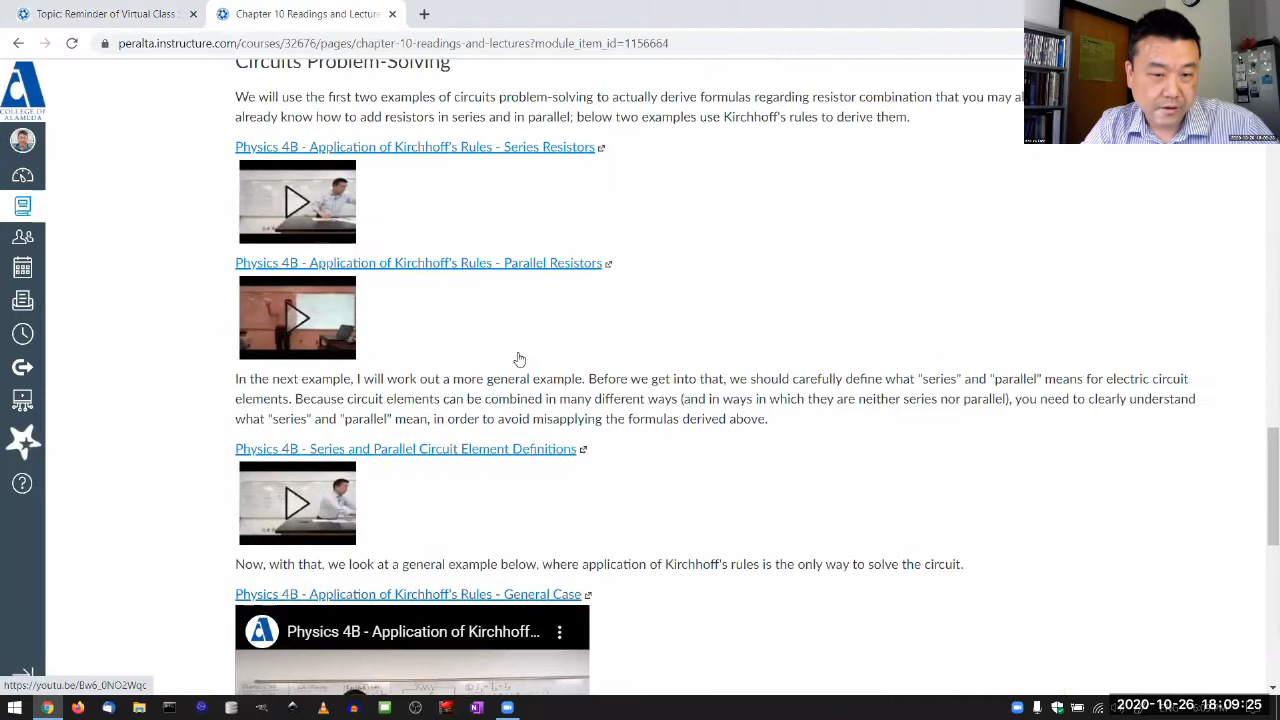 Topic Reminder of Virtual Class
Chapter 10 Readings and Lectures
peralta.instructure.com/courses/32676/pages/chapter-10-readings-and-lectures?module_item_id=1156664
COLLEGE OF
ALAMEDA
Circuits Problem-Solving
We will use the first two examples of circuits problem-solving to actually derive formulas regarding resistor combination that you may al
already know how to add resistors in series and in parallel; below two examples use Kirchhoff's rules to derive them.
Physics 4B - Application of Kirchhoff's Rules - Series Resistors
Physics 4B - Application of Kirchhoff's Rules - Parallel Resistors
In the next example, I will work out a more general example. Before we get into that, we should carefully define what "series" and "parallel" means for electric circuit
elements. Because circuit elements can be combined in many different ways (and in ways in which they are neither series nor parallel), you need to clearly understand
what "series" and "parallel" mean, in order to avoid misapplying the formulas derived above.
Physics 4B - Series and Parallel Circuit Element Definitions
Now, with that, we look at a general example below, where application of Kirchhoff's rules is the only way to solve the circuit.
Physics 4B - Application of Kirchhoff's Rules - General Case
Physics 4B - Application of Kirchhoff...
https://youtu.be/Bw6_0NQ2Wqc
2020-10-26 18:09:25